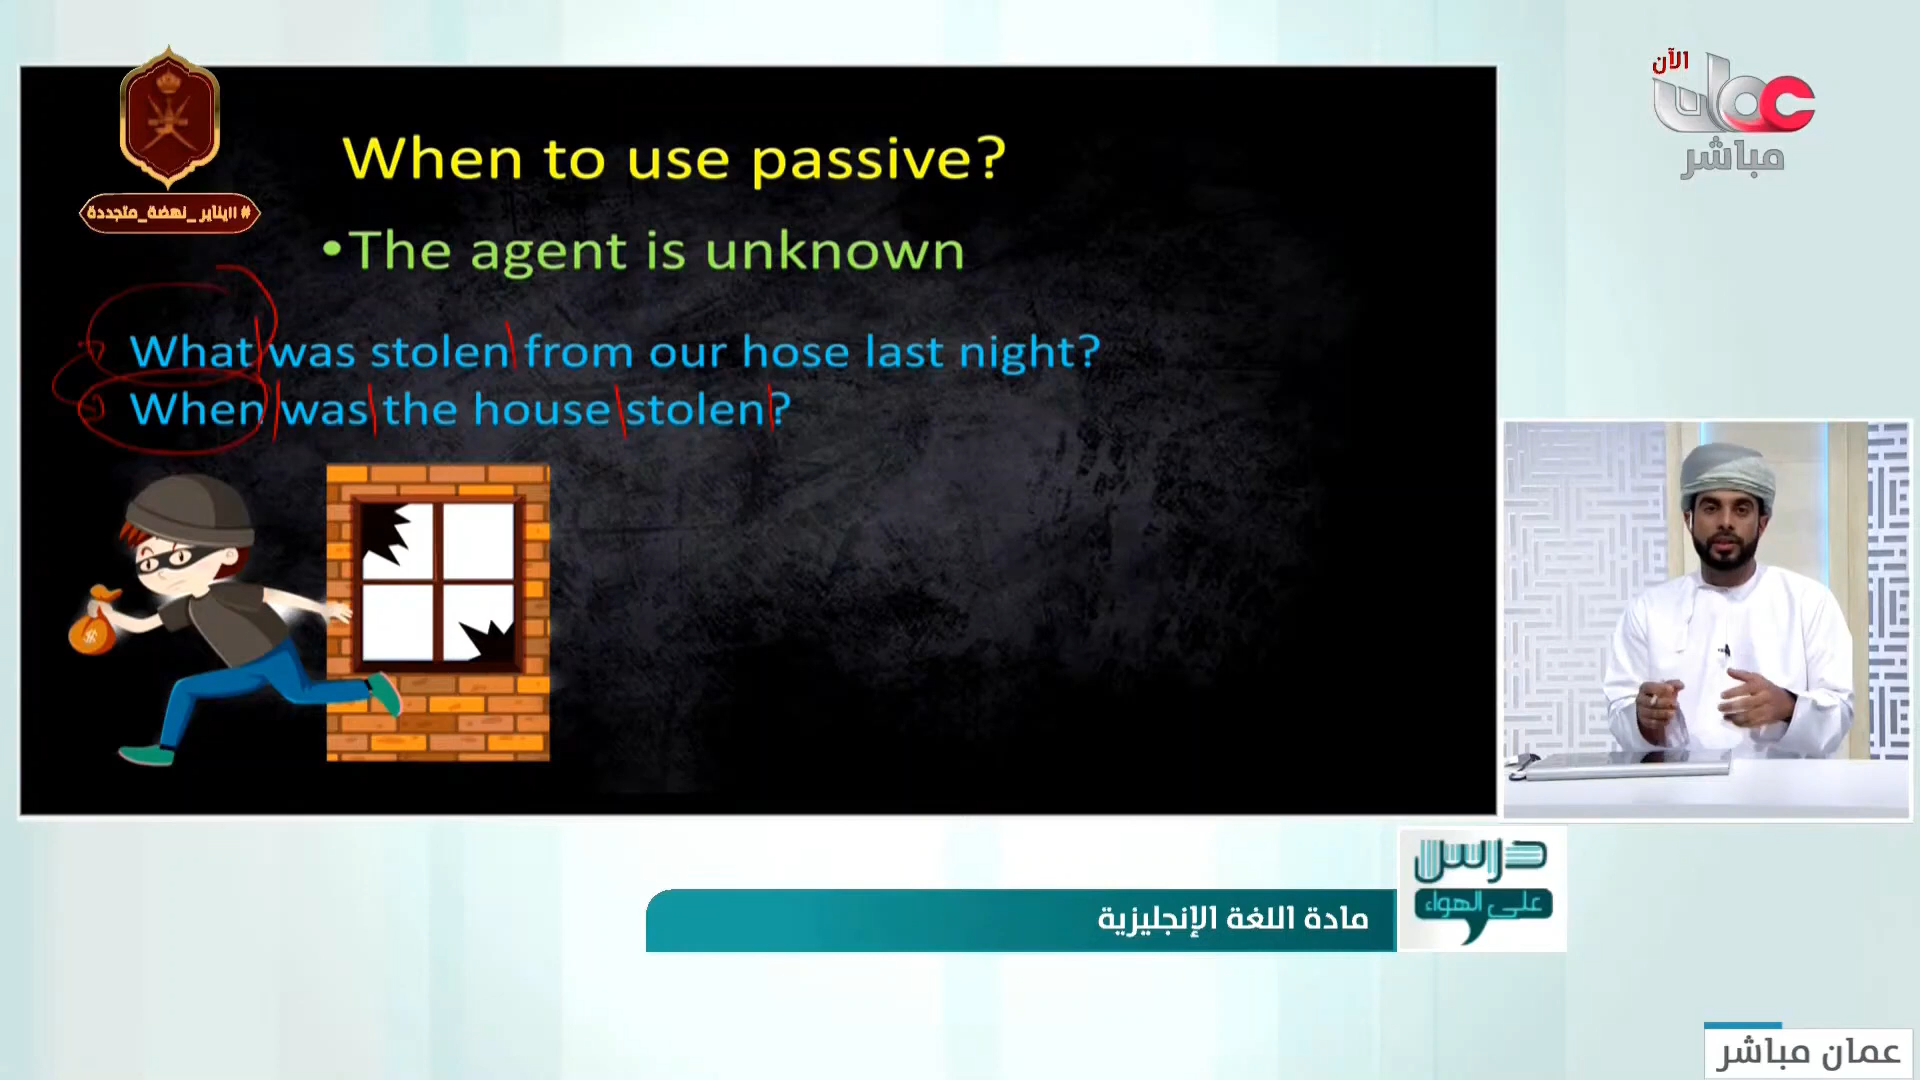 الآن
عمان
مباشر
# ١١يناير_نهضة_متجددة
When to use passive?
•The agent is unknown
What was stolen from our hose last night?
When was the house stolen?
$
درس
على الهواء
مادة اللغة الإنجليزية
عمان مباشر